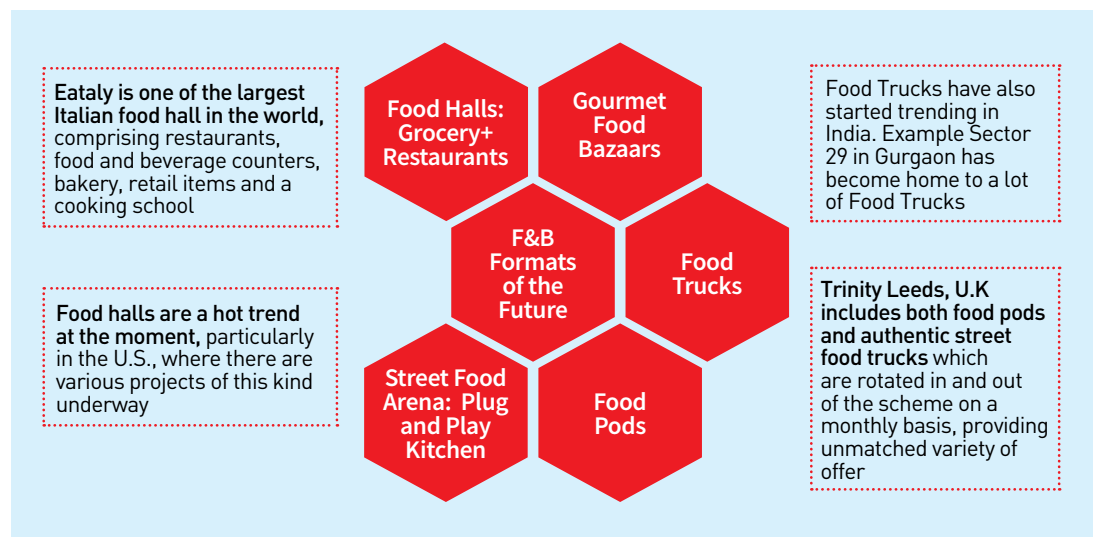 Eataly is one of the largest
Italian food hall in the world,
comprising restaurants,
food and beverage counters,
bakery, retail items and a
cooking school
Food halls are a hot trend
at the moment, particularly
in the U.S., where there are
various projects of this kind
underway
Food Halls:
Grocery+
Restaurants
Gourmet
Food
Bazaars
F&B
Formats
of the
Future
Food
Trucks
Street Food
Arena: Plug
and Play
Kitchen
Food
Pods
Food Trucks have also
started trending in
India. Example Sector
29 in Gurgaon has
become home to a lot
of Food Trucks
Trinity Leeds, U.K
includes both food pods
and authentic street
food trucks which
are rotated in and out
of the scheme on a
monthly basis, providing
unmatched variety of
offer